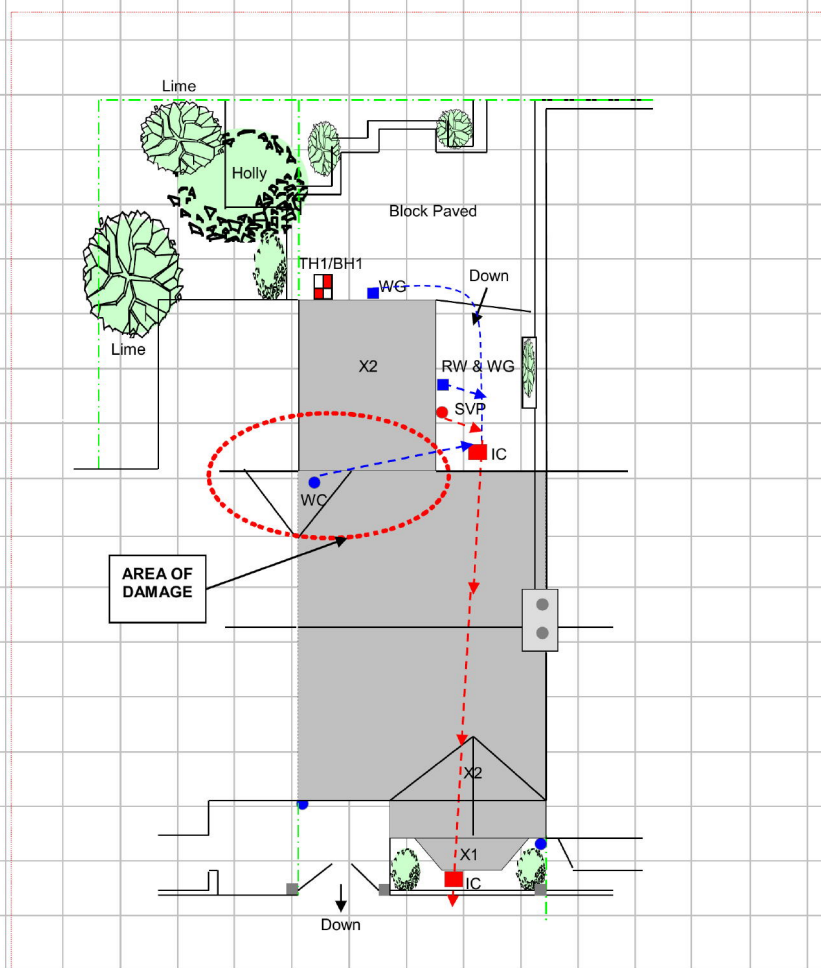 Lime
Holly
Block Paved
TH1/BH1
WG
Down
Lime
X2
RW & WG
SVP
IC
WC
AREA OF
DAMAGE
X2
X1
IC
Down